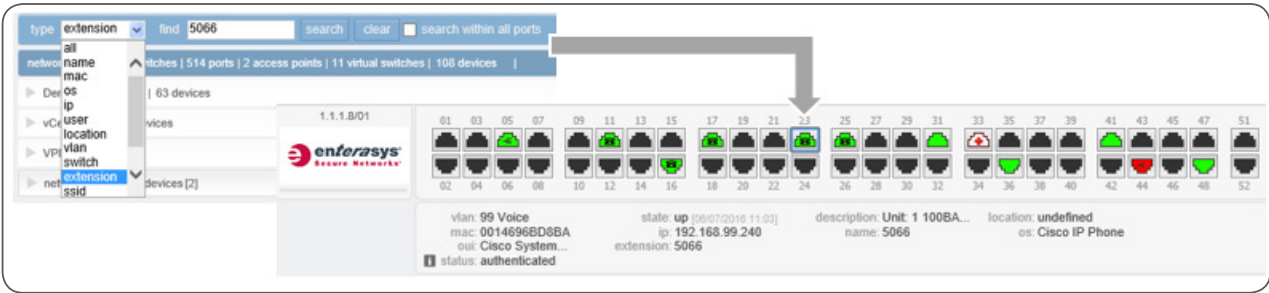 type extension find 5066 search clear search within all ports
all
name
mac
os
ip
user
location
vlan
switch
extension
ssid
itches | 514 ports | 2 access points | 11 virtual switches | 108 devices |
| 63 devices
vices
devices [2]
1.1.1.8/01
enterasys
Secure Networks
01 03 05 07 09 11 13 15 17 19 21 23 25 27 29 31 33 35 37 39 41 43 45 47 51
02 04 06 08 10 12 14 16 18 20 22 24 26 28 30 32 34 36 38 40 42 44 46 48 52
vlan: 99 Voice state: up [06/07/2016 11:03] description: Unit: 1 100BA... location: undefined
mac: 0014696BD8BA ip: 192.168.99.240 name: 5066 os: Cisco IP Phone
oui: Cisco System... extension: 5066
status: authenticated